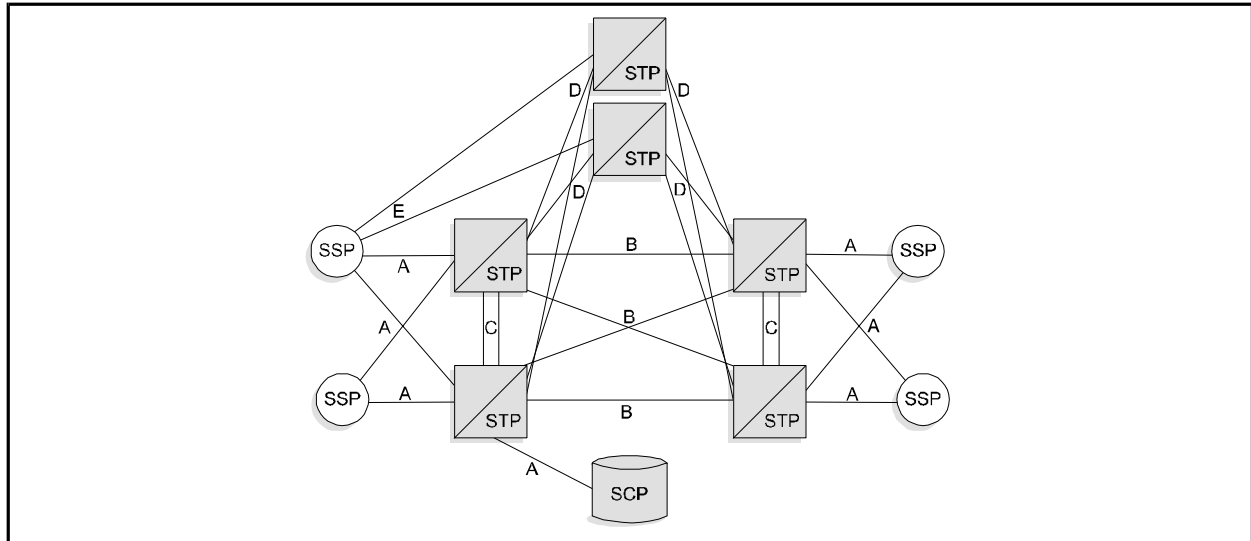 STP
D D
STP
D D
E
SSP A STP B STP A SSP
A C B C A
SSP A STP B STP A SSP
A
SCP